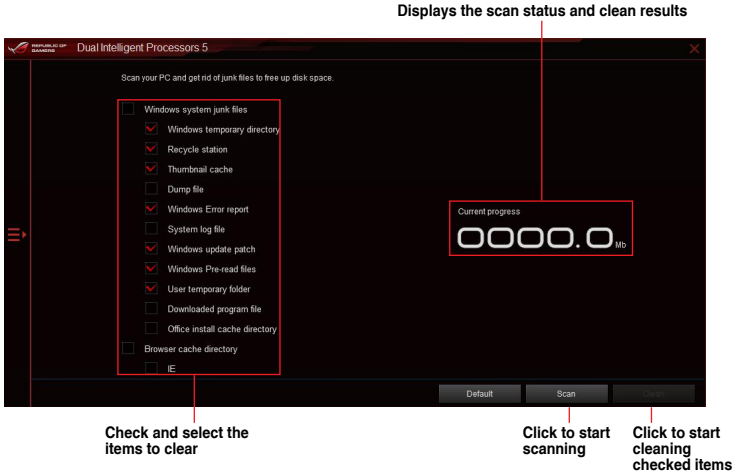 Displays the scan status and clean results
REPUBLIC OF
GAMERS
Dual Intelligent Processors 5
Scan your PC and get rid of junk files to free up disk space.
Windows system junk files
Windows temporary directory
Recycle station
Thumbnail cache
Dump file
Windows Error report
System log file
Windows update patch
Windows Pre-read files
User temporary folder
Downloaded program file
Office install cache directory
Browser cache directory
IE
Current progress
0000.0 Mb
Default
Scan
Clean
Check and select the
items to clear
Click to start
scanning
Click to start
cleaning
checked items